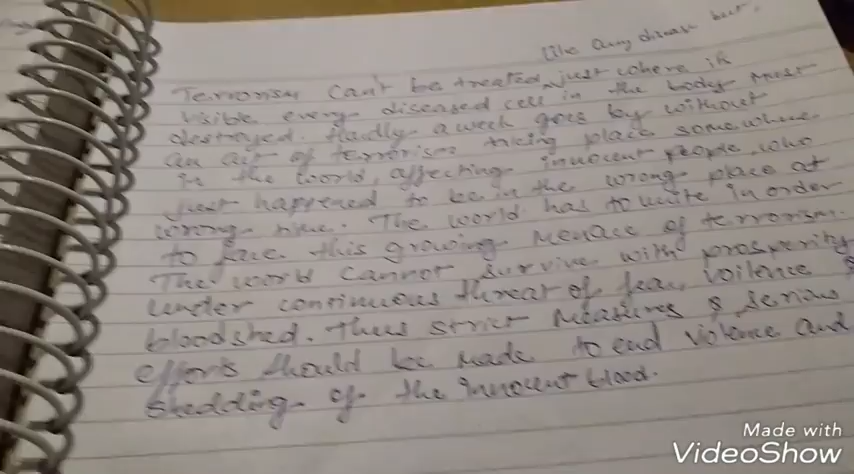 like any disease but
Terrorism can't be treated just where is
visible every diseased cell in the body must
destroyed. Hardly a week goes by without
an act of terrorism taking place somewhere
in the world, affecting innocent people who
just happened to be in the wrong place at
wrong time. The world has to unite in order
to face this growing menace of terrorism.
The world cannot survive with prosperity
under continuous threat of fear, voilence &
bloodshed. Thus strict measures & serious
efforts should be made to end violence and
shedding of the innocent blood.
Made with
VideoShow